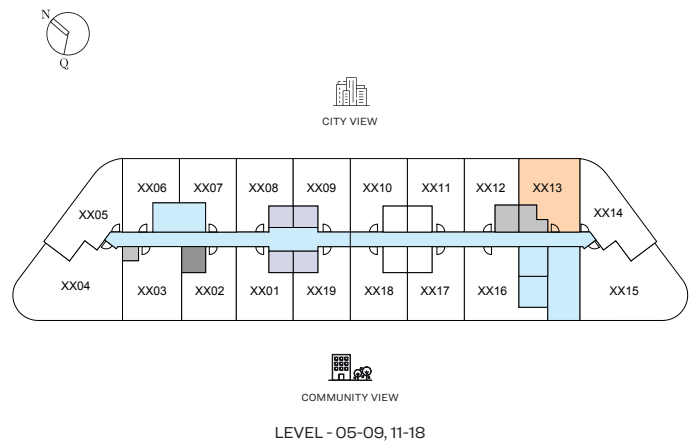 N
Q
CITY VIEW
XX06 XX07 XX08 XX09 XX10 XX11 XX12 XX13
XX05 XX14
XX04 XX03 XX02 XX01 XX19 XX18 XX17 XX16 XX15
COMMUNITY VIEW
LEVEL - 05-09, 11-18